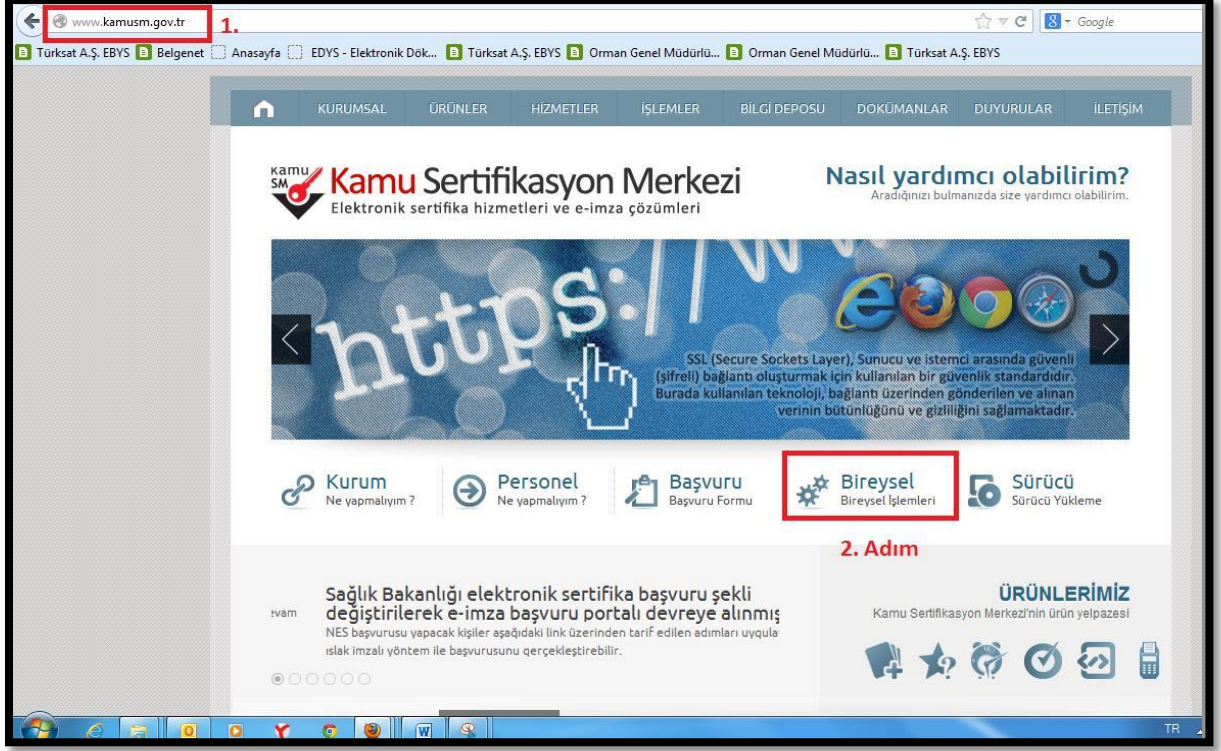 www.kamusm.gov.tr
1.
Google
Türksat A.Ş. EBYS Belgenet Anasayfa EDYS - Elektronik Dök... Türksat A.Ş. EBYS Orman Genel Müdürlü... Orman Genel Müdürlü... Türksat A.Ş. EBYS
KURUMSAL ÜRÜNLER HİZMETLER İŞLEMLER BİLGİ DEPOSU DOKÜMANLAR DUYURULAR İLETİŞİM
Kamu SM
Kamu Sertifikasyon Merkezi
Elektronik sertifika hizmetleri ve e-imza çözümleri
Nasıl yardımcı olabilirim?
Aradığınızı bulmanızda size yardımcı olabilirim.
https://ww
SSL (Secure Sockets Layer), Sunucu ve istemci arasında güvenli
(şifreli) bağlantı oluşturmak için kullanılan bir güvenlik standardıdır.
Burada kullanılan teknoloji, bağlantı üzerinden gönderilen ve alınan
verinin bütünlüğünü ve gizliliğini sağlamaktadır.
Kurum
Ne yapmalıyım ?
Personel
Ne yapmalıyım ?
Başvuru
Başvuru Formu
Bireysel
Bireysel İşlemleri
Sürücü
Sürücü Yükleme
2. Adım
Sağlık Bakanlığı elektronik sertifika başvuru şekli
değiştirilerek e-imza başvuru portalı devreye alınmış
evam
NES başvurusu yapacak kişiler aşağıdaki link üzerinden tarif edilen adımları uygula
ıslak imzalı yöntem ile başvurusunu gerçekleştirebilir.
ÜRÜNLERİMİZ
Kamu Sertifikasyon Merkezi'nin ürün yelpazesi
TR